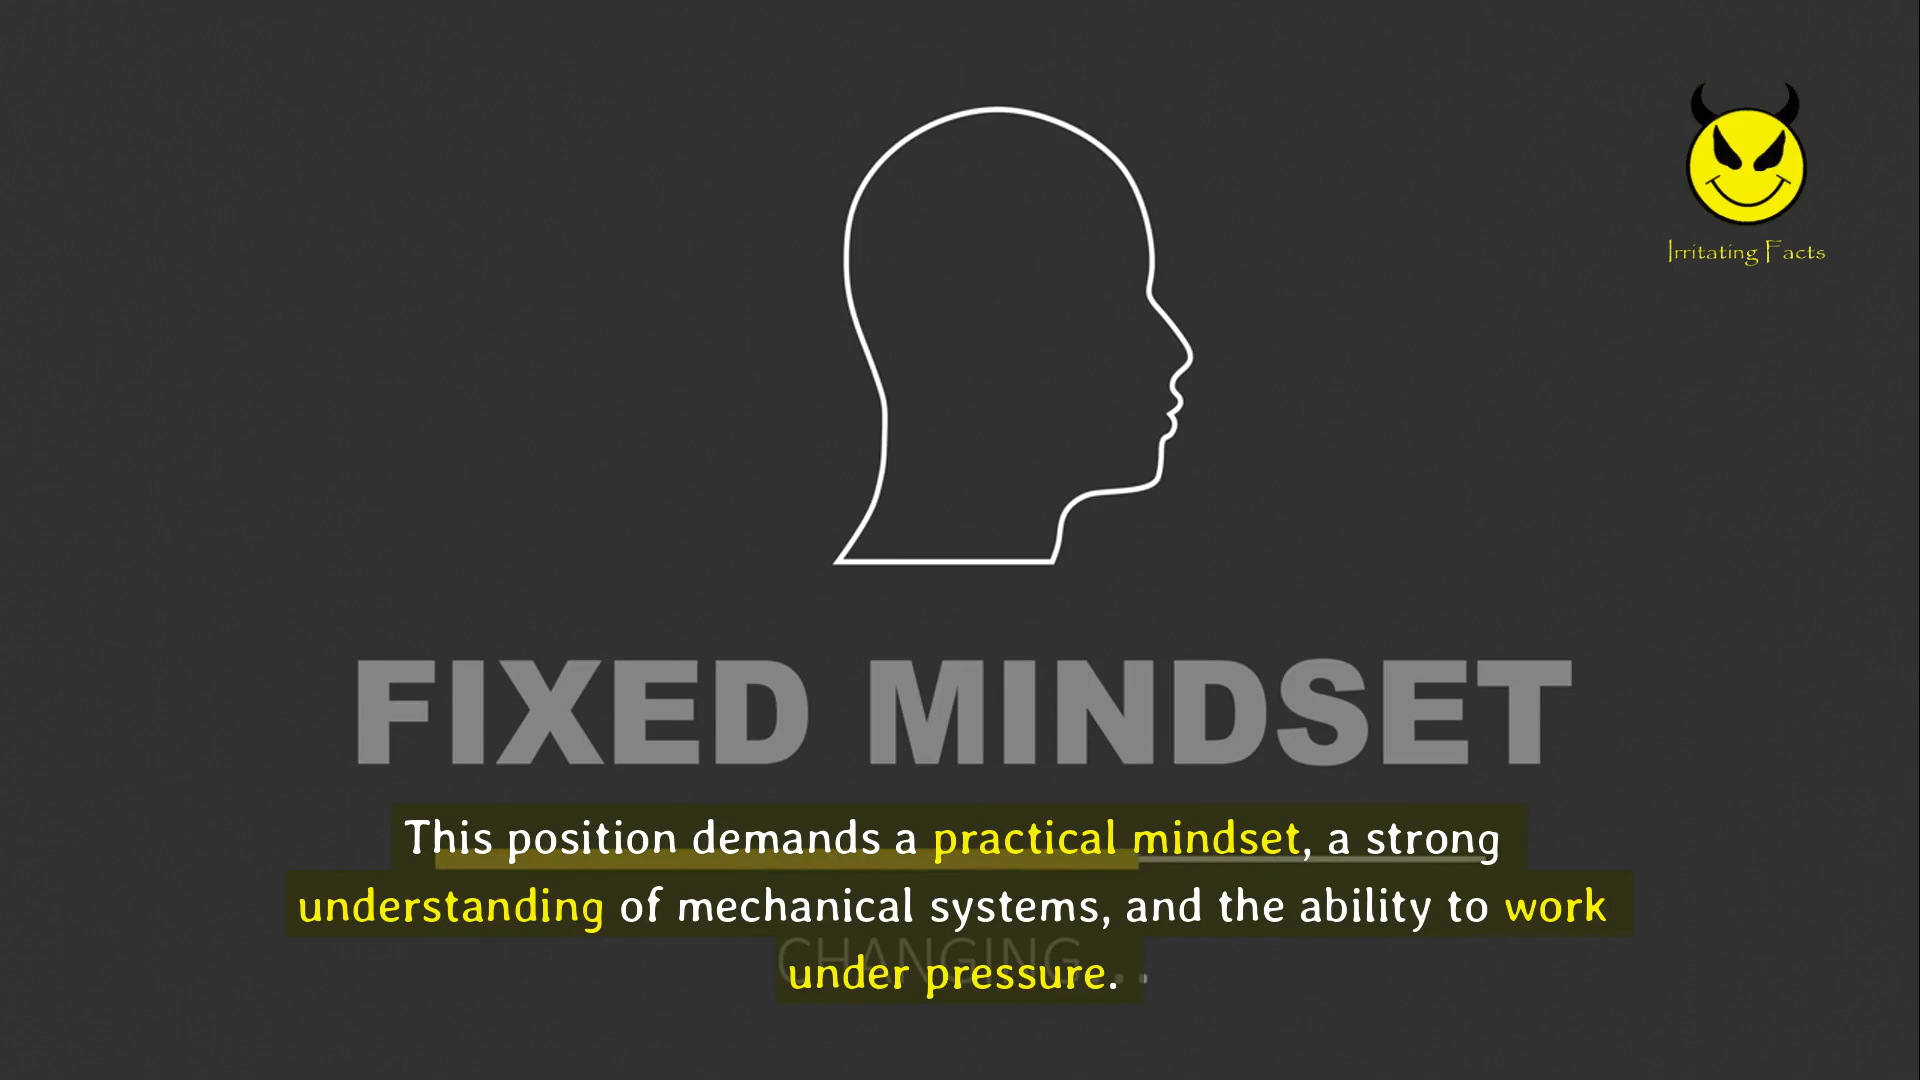 Irritating Facts
FIXED MINDSET
This position demands a practical mindset, a strong
understanding of mechanical systems, and the ability to work
under pressure.
CHANGING...